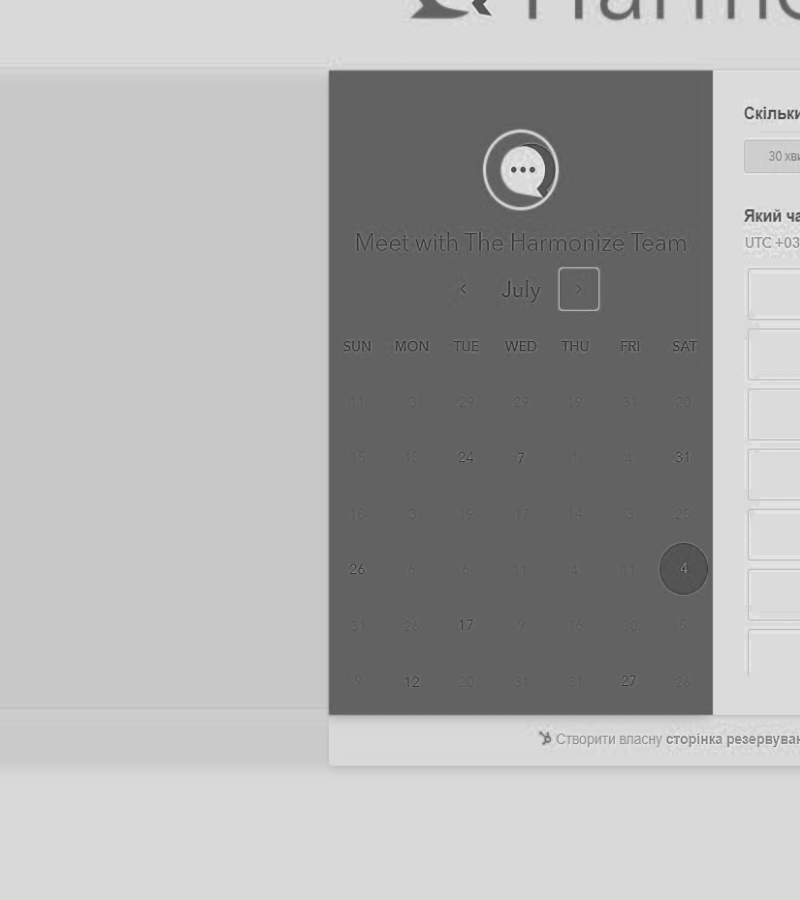 Harmo
Meet with The Harmonize Team
July
SUN MON TUE WED THU FRI SAT
11 3 29 29 19 31 20
15 13 24 7 1 4 31
18 3 19 17 14 3 25
26 6 6 11 4 11 4
31 26 17 9 16 30 5
9 12 20 31 31 27 26
Скільки
30 хви
Який ча
UTC +03
Створити власну сторінка резервуван